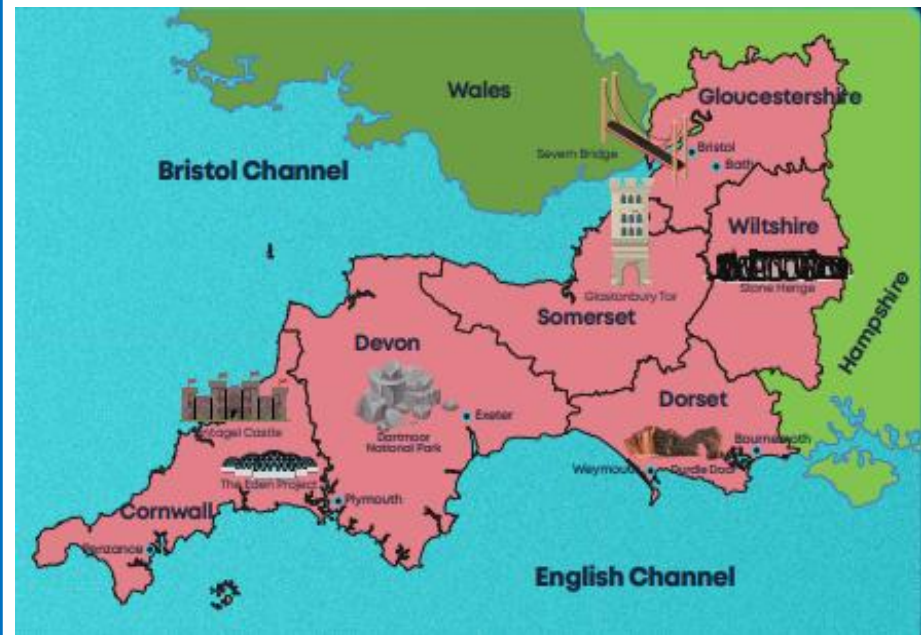 Wales
Gloucestershire
Severn Bridge
Bristol
Bath
Bristol Channel
Wiltshire
Stone Henge
Glastonbury Tor
Somerset
Hampshire
Devon
Dorset
Exeter
Dartmoor
National Park
Tintagel Castle
Bournemouth
Weymouth
Durdle Door
The Eden Project
Plymouth
Cornwall
Penzance
English Channel